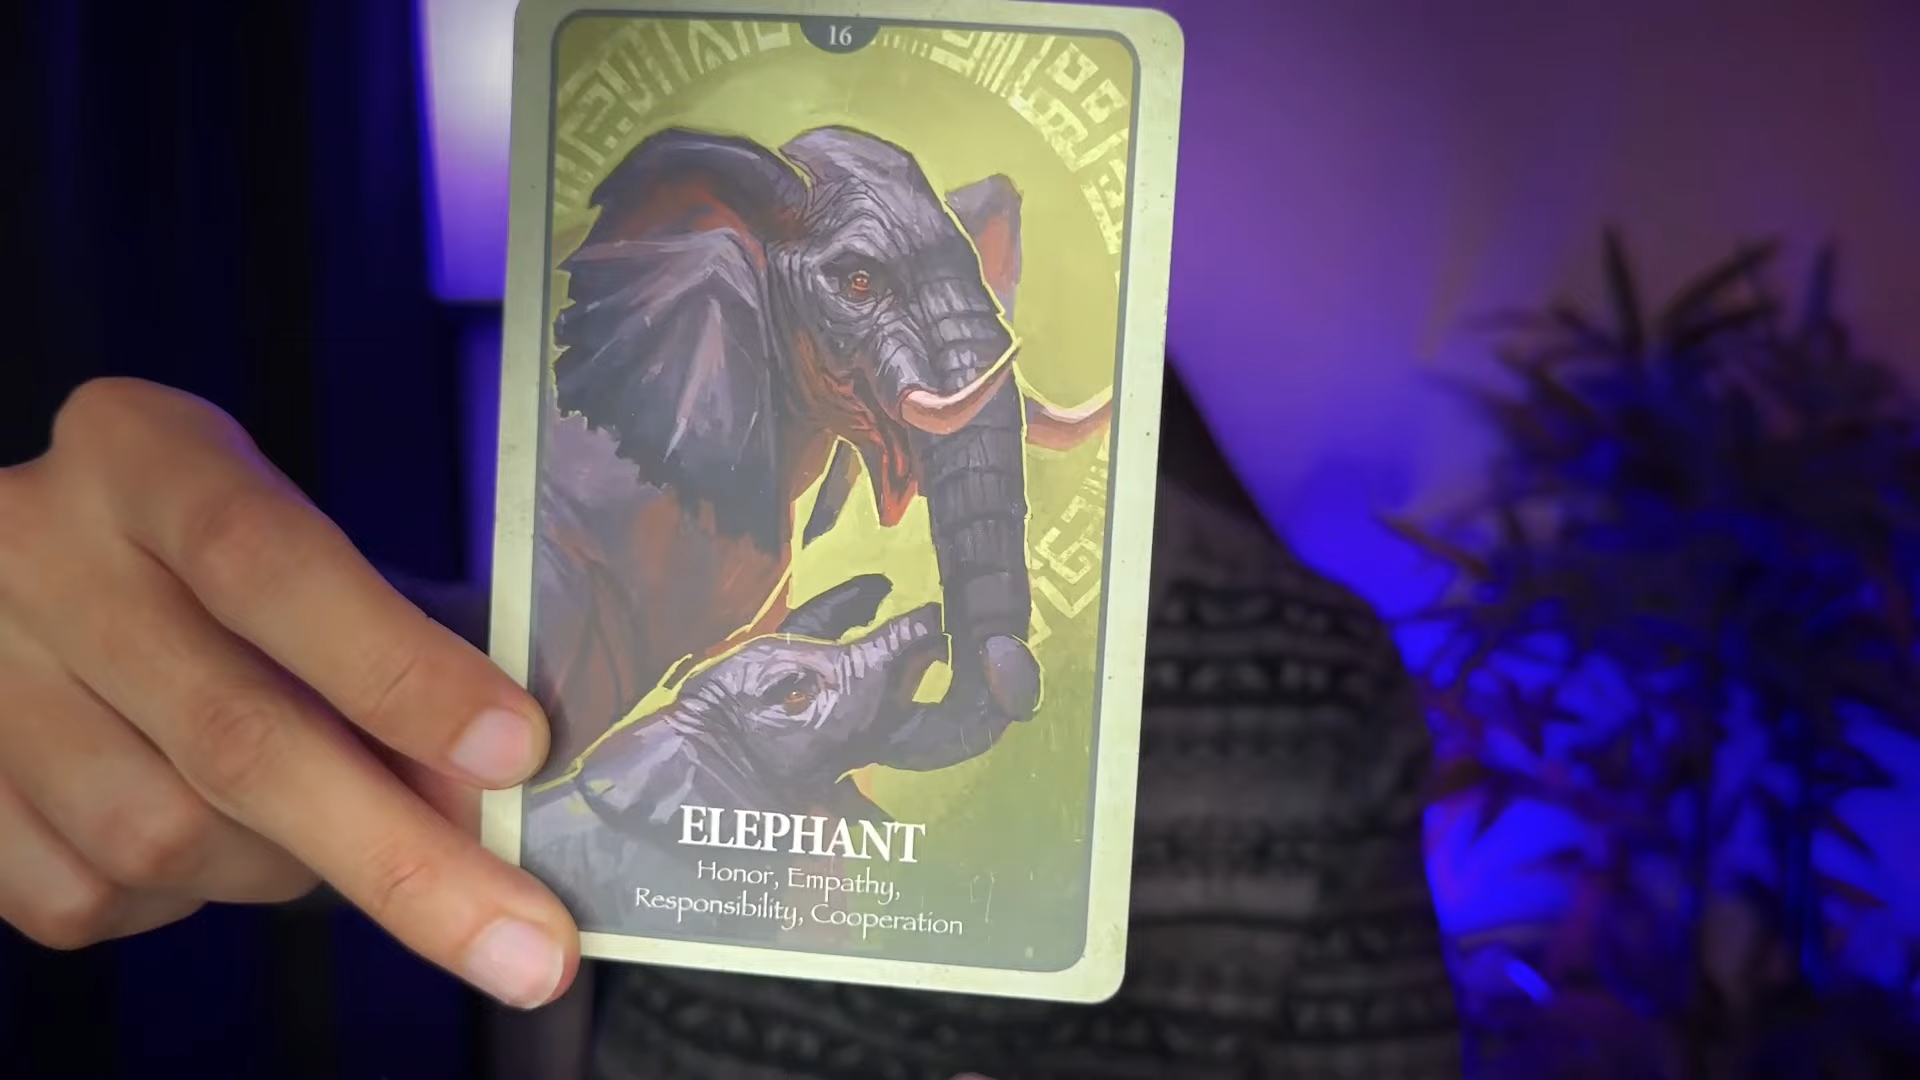 16
ELEPHANT
Honor, Empathy,
Responsibility, Cooperation